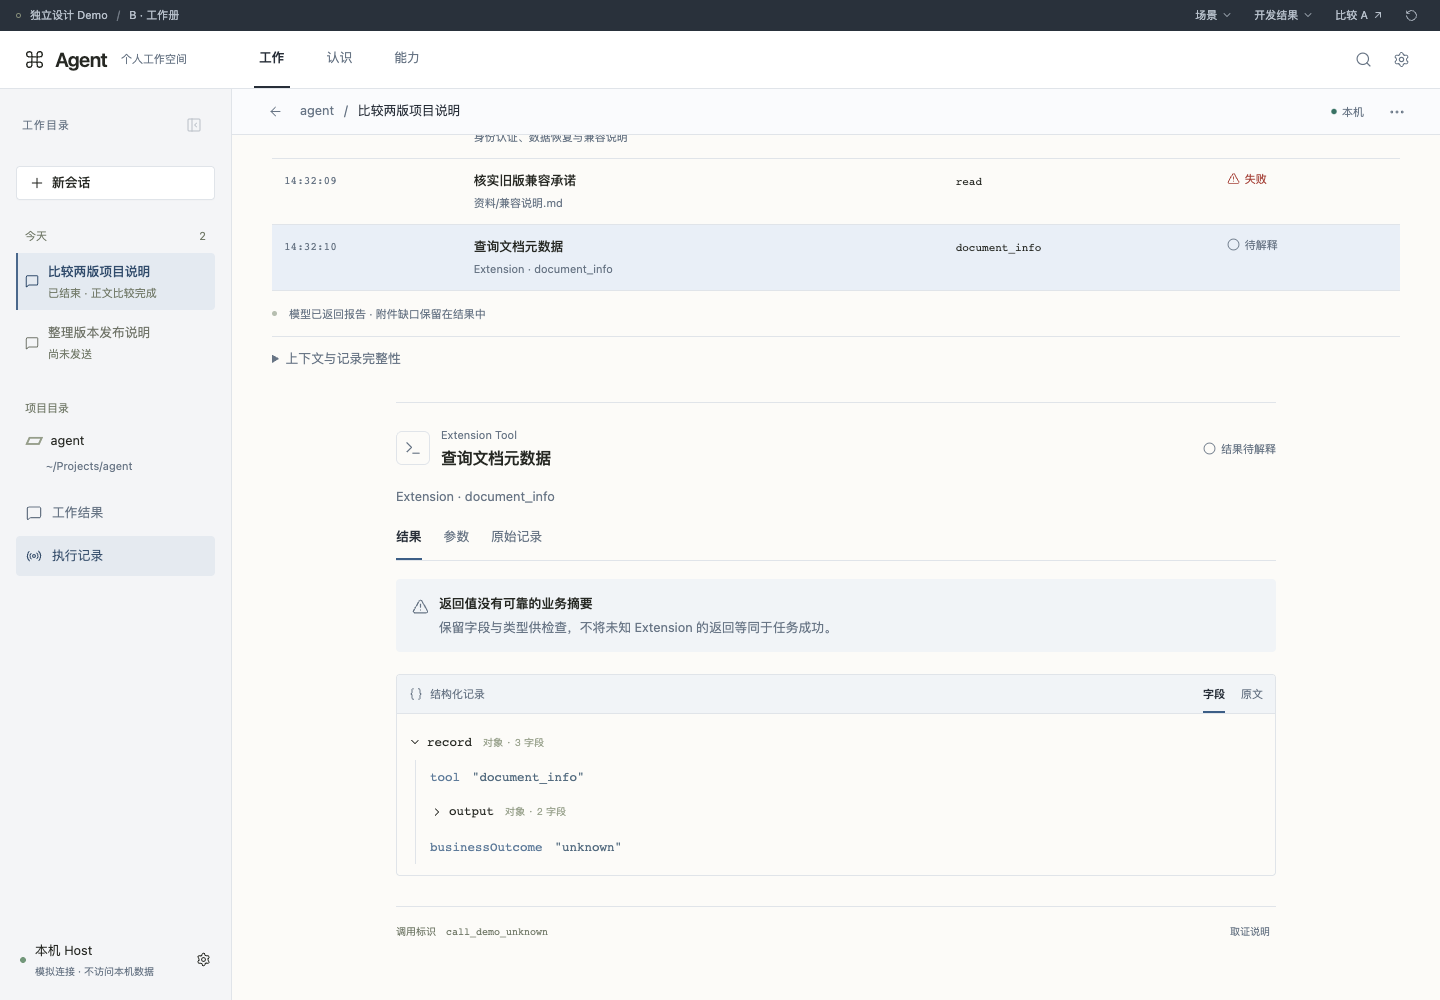 独立设计 Demo / B · 工作册
场景
开发结果
比较 A
Agent 个人工作空间
工作
认识
能力
工作目录
新会话
今天 2
比较两版项目说明
已结束 · 正文比较完成
整理版本发布说明
尚未发送
项目目录
agent
~/Projects/agent
工作结果
执行记录
本机 Host
模拟连接 · 不访问本机数据
agent / 比较两版项目说明
本机
身份认证、数据恢复与兼容说明
14:32:09 核实旧版兼容承诺 read 失败
资料/兼容说明.md
14:32:10 查询文档元数据 document_info 待解释
Extension · document_info
模型已返回报告 · 附件缺口保留在结果中
上下文与记录完整性
Extension Tool
查询文档元数据
结果待解释
Extension · document_info
结果 参数 原始记录
返回值没有可靠的业务摘要
保留字段与类型供检查，不将未知 Extension 的返回等同于任务成功。
{ } 结构化记录
字段 原文
record 对象 · 3 字段
tool "document_info"
output 对象 · 2 字段
businessOutcome "unknown"
调用标识 call_demo_unknown
取证说明